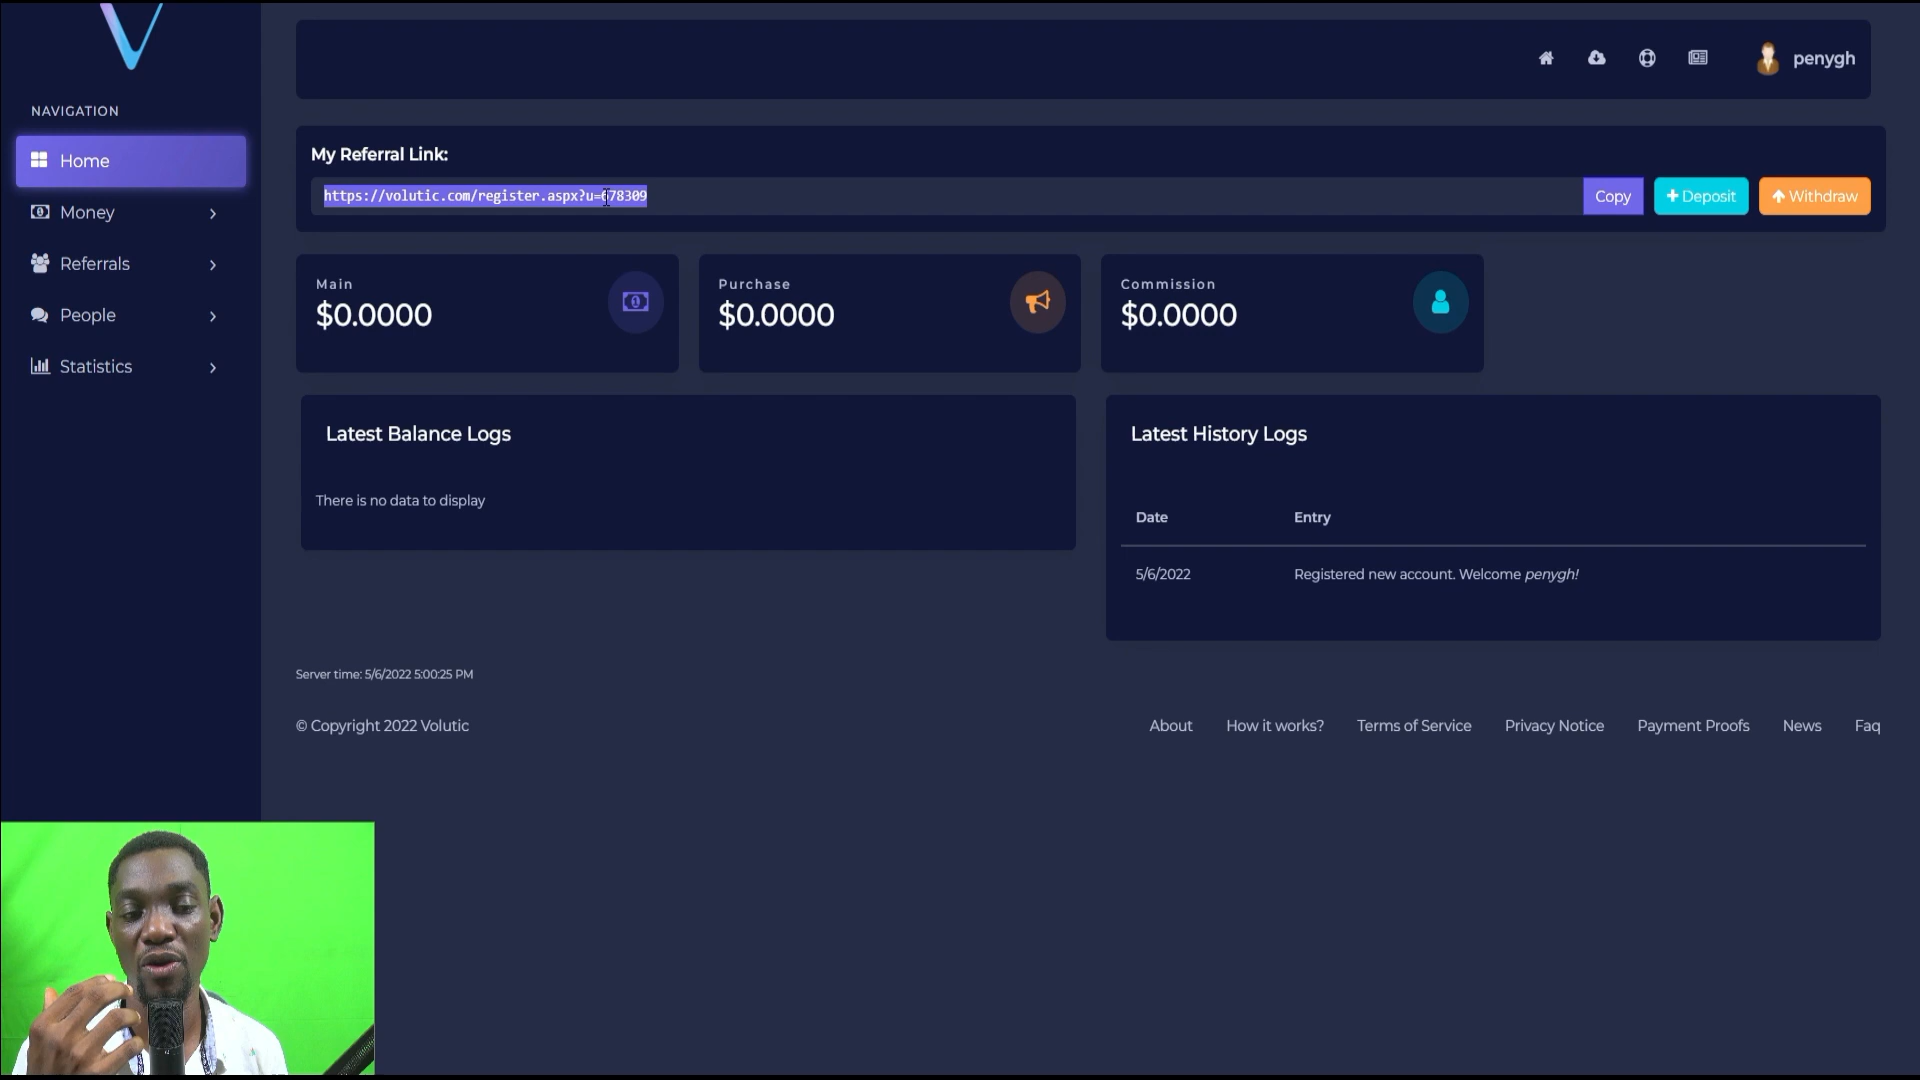 NAVIGATION
Home
Money
Referrals
People
Statistics
penygh
My Referral Link:
https://volutic.com/register.aspx?u=678309
Copy
Deposit
Withdraw
Main
$0.0000
Purchase
$0.0000
Commission
$0.0000
Latest Balance Logs
There is no data to display
Latest History Logs
Date Entry
5/6/2022 Registered new account. Welcome penygh!
Server time: 5/6/2022 5:00:25 PM
© Copyright 2022 Volutic
About How it works? Terms of Service Privacy Notice Payment Proofs News Faq